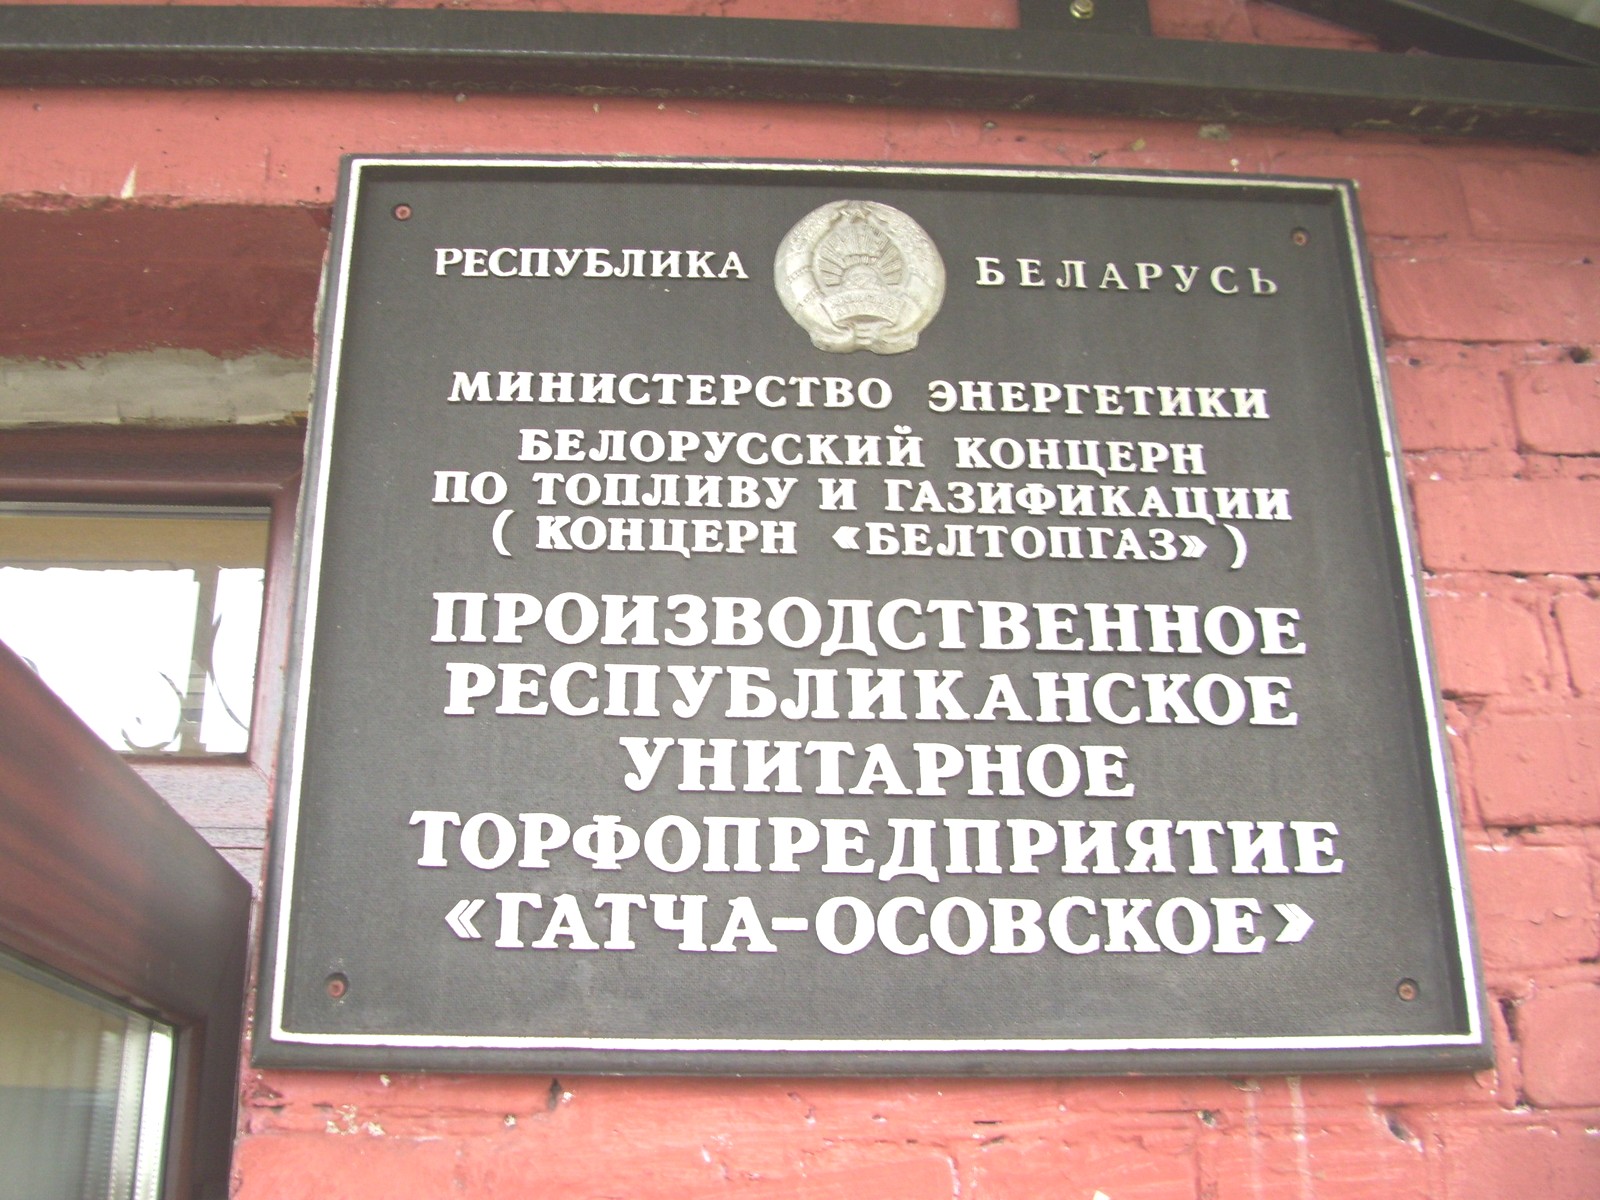 РЕСПУБЛИКА БЕЛАРУСЬ
МИНИСТЕРСТВО ЭНЕРГЕТИКИ
БЕЛОРУССКИЙ КОНЦЕРН
ПО ТОПЛИВУ И ГАЗИФИКАЦИИ
( КОНЦЕРН «БЕЛТОПГАЗ» )
ПРОИЗВОДСТВЕННОЕ
РЕСПУБЛИКАНСКОЕ
УНИТАРНОЕ
ТОРФОПРЕДПРИЯТИЕ
«ГАТЧА-ОСОВСКОЕ»